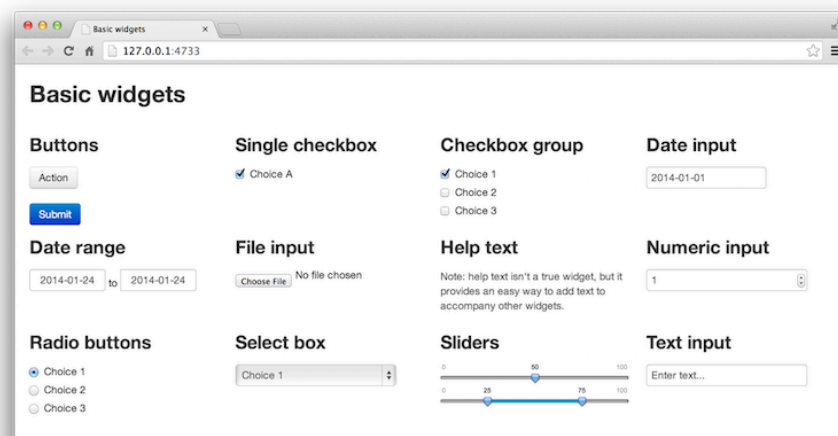 Basic widgets
127.0.0.1:4733
Basic widgets
Buttons
Action
Submit
Single checkbox
Choice A
Checkbox group
Choice 1
Choice 2
Choice 3
Date input
2014-01-01
Date range
2014-01-24 to 2014-01-24
File input
Choose File No file chosen
Help text
Note: help text isn't a true widget, but it
provides an easy way to add text to
accompany other widgets.
Numeric input
1
Radio buttons
Choice 1
Choice 2
Choice 3
Select box
Choice 1
Sliders
0 50 100
0 25 75 100
Text input
Enter text...